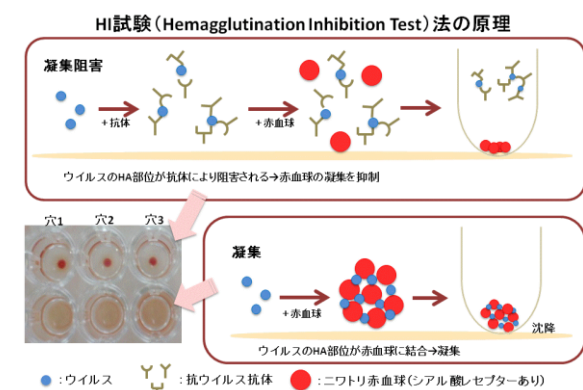 HI試験(Hemagglutination Inhibition Test)法の原理
凝集阻害
+抗体
+赤血球
ウイルスのHA部位が抗体により阻害される→赤血球の凝集を抑制
穴1 穴2 穴3
凝集
+赤血球
沈降
ウイルスのHA部位が赤血球に結合→凝集
:ウイルス :抗ウイルス抗体 :ニワトリ赤血球(シアル酸レセプターあり)